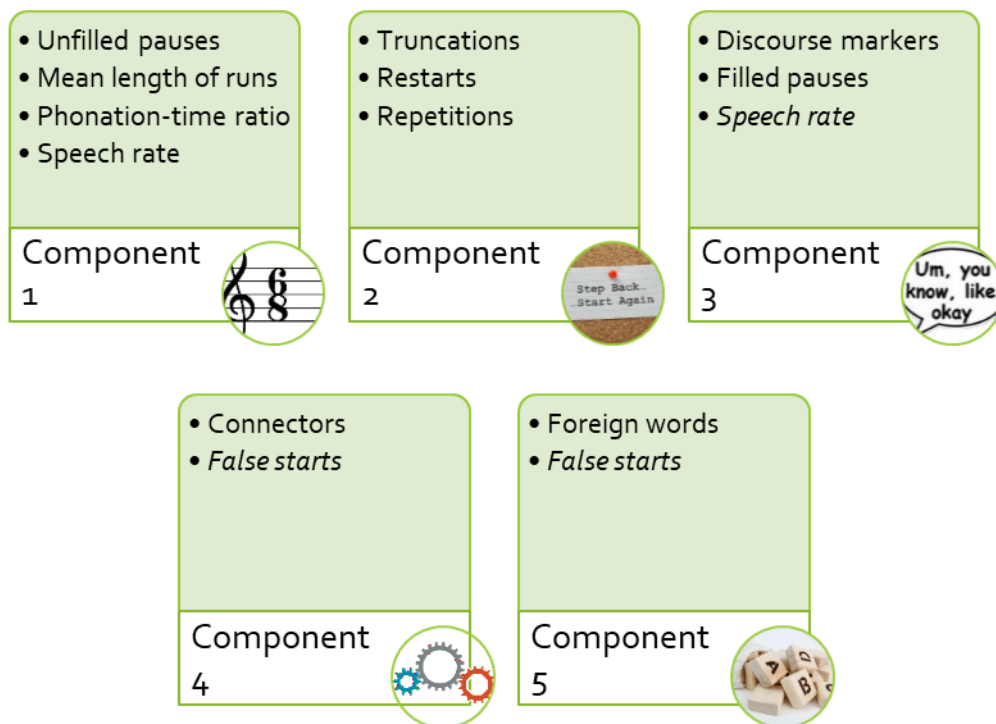 • Unfilled pauses
• Mean length of runs
• Phonation-time ratio
• Speech rate
Component
1
6
8
• Truncations
• Restarts
• Repetitions
Component
2
Step Back...
...Start Again
• Discourse markers
• Filled pauses
• Speech rate
Component
3
Um, you
know, like
okay
• Connectors
• False starts
Component
4
• Foreign words
• False starts
Component
5
A
D
B